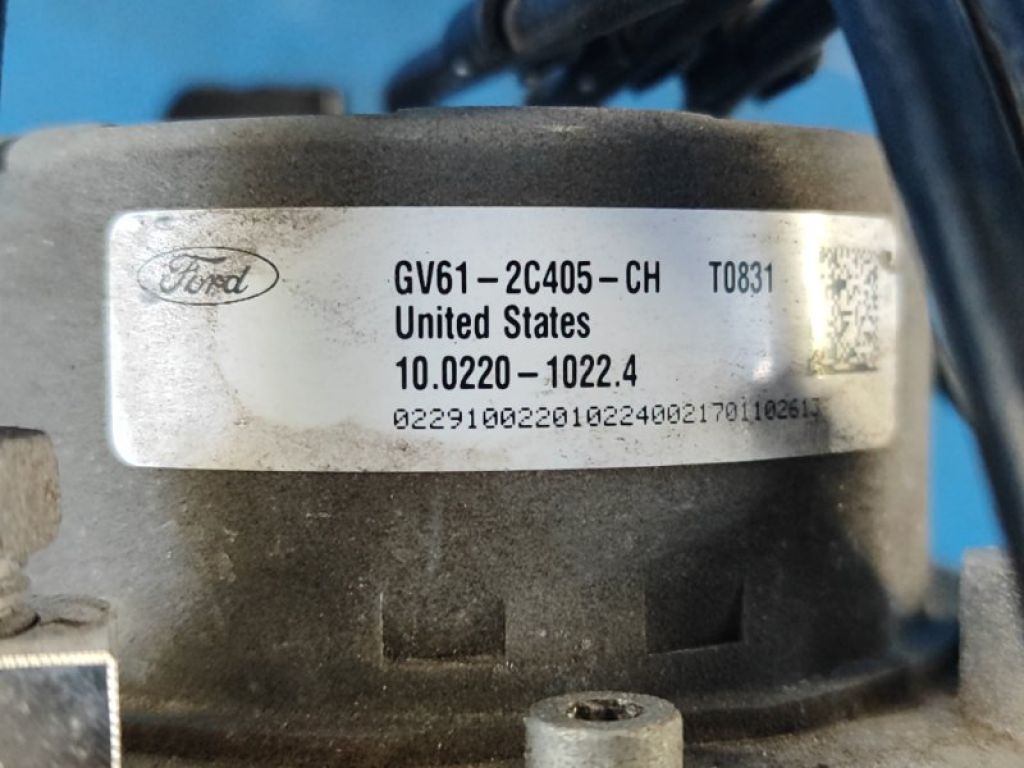 Ford
GV61-2C405-CH T0831
United States
10.0220-1022.4